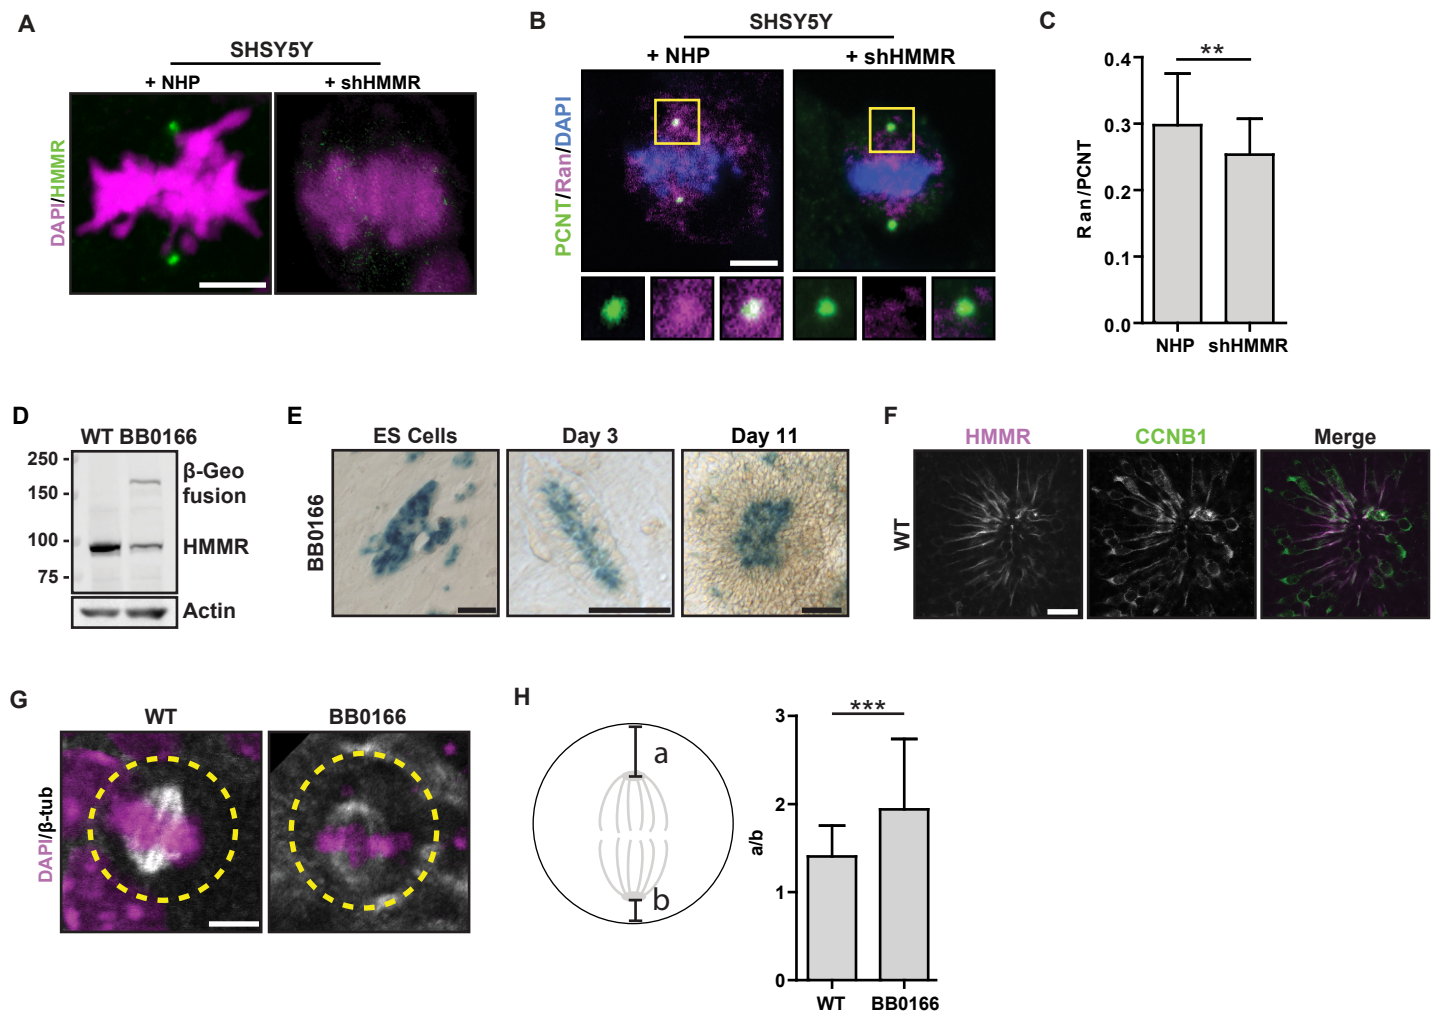 A
SHSY5Y
+ NHP
+ shHMMR
DAPI/HMMR
B
SHSY5Y
+ NHP
+ shHMMR
PCNT/Ran/DAPI
C
**
Ran/PCNT
0.4
0.3
0.2
0.1
0.0
NHP
shHMMR
D
WT BB0166
250 -
150 -
100 -
75 -
β-Geo
fusion
HMMR
Actin
E
ES Cells
Day 3
Day 11
BB0166
F
HMMR
CCNB1
Merge
WT
G
WT
BB0166
DAPI/β-tub
H
a
b
***
a/b
3
2
1
0
WT
BB0166